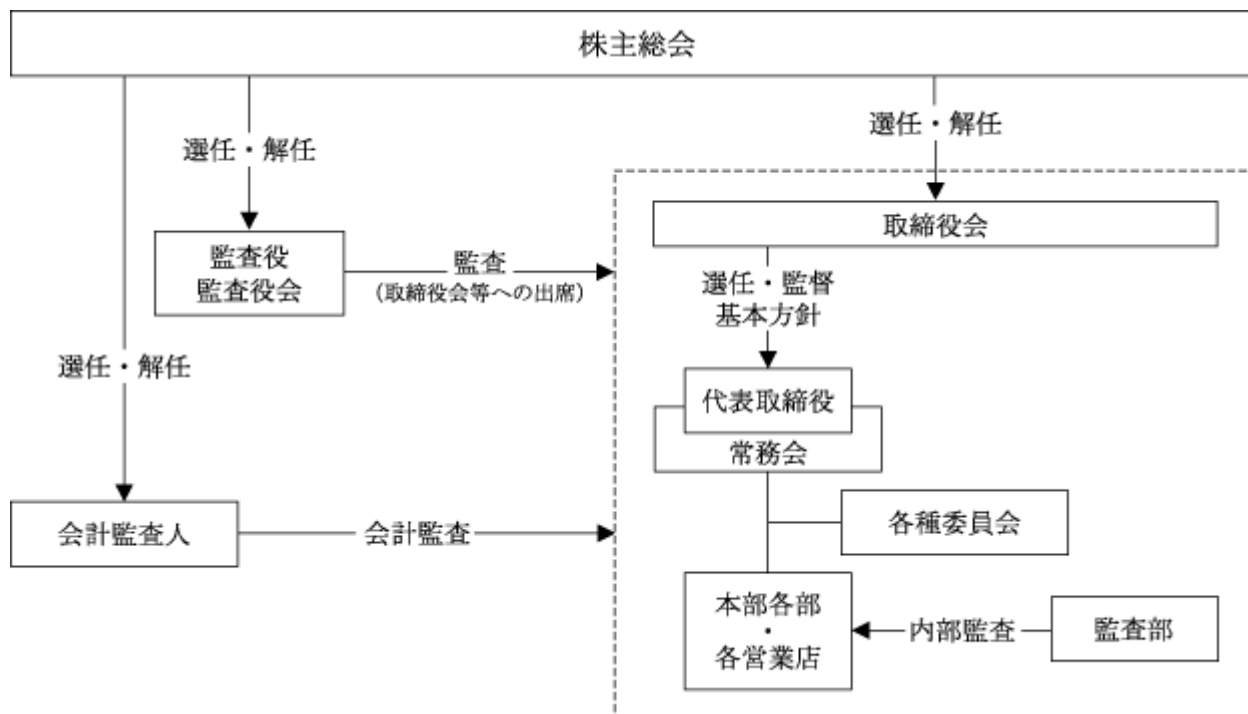 株主総会
選任・解任
選任・解任
取締役会
監査役
監査役会
監査
（取締役会等への出席）
選任・監督
基本方針
選任・解任
代表取締役
常務会
各種委員会
会計監査人
会計監査
本部各部
・
各営業店
内部監査
監査部